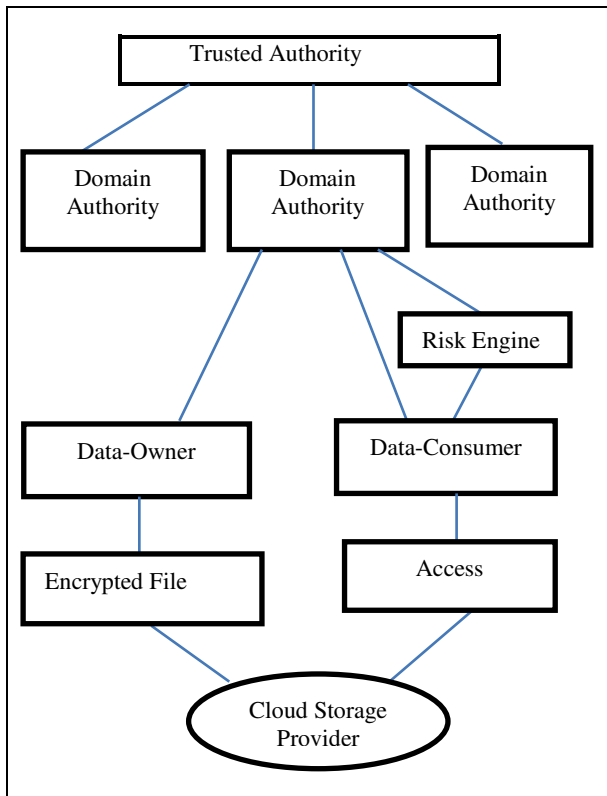 Trusted Authority
Domain
Authority
Domain
Authority
Domain
Authority
Risk Engine
Data-Owner
Data-Consumer
Encrypted File
Access
Cloud Storage
Provider